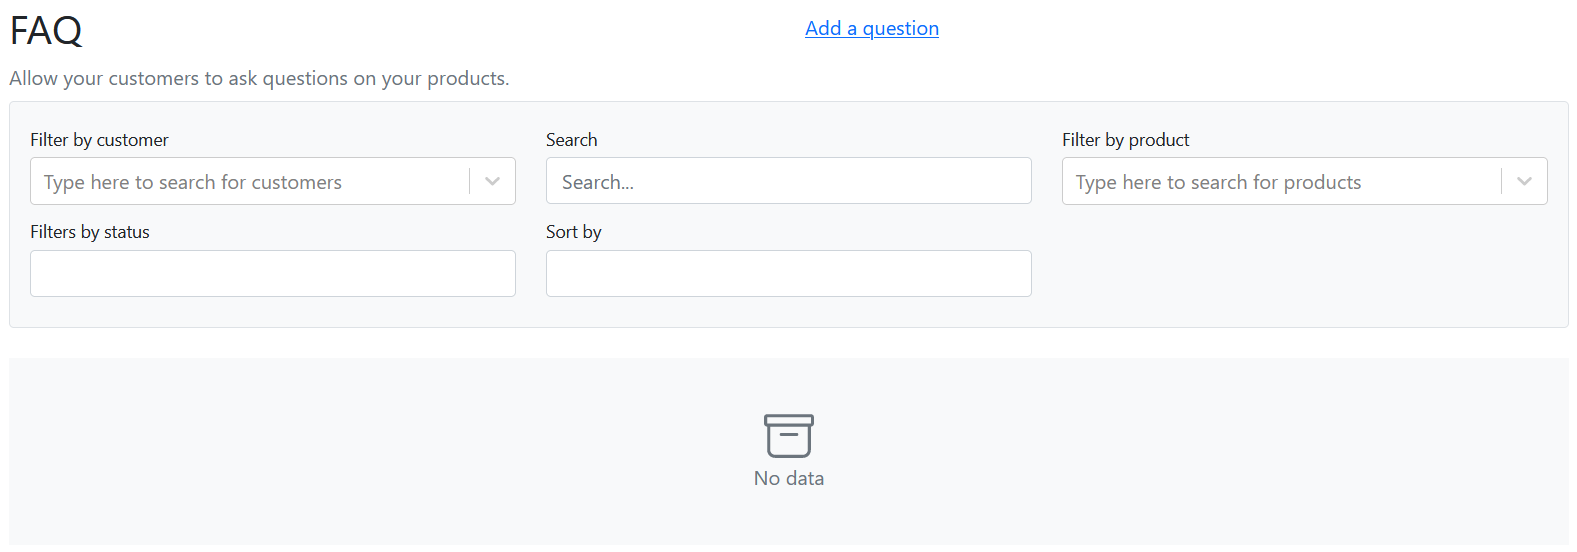 FAQ
Add a question
Allow your customers to ask questions on your products.
Filter by customer
Search
Filter by product
Type here to search for customers
Search...
Type here to search for products
Filters by status
Sort by
No data